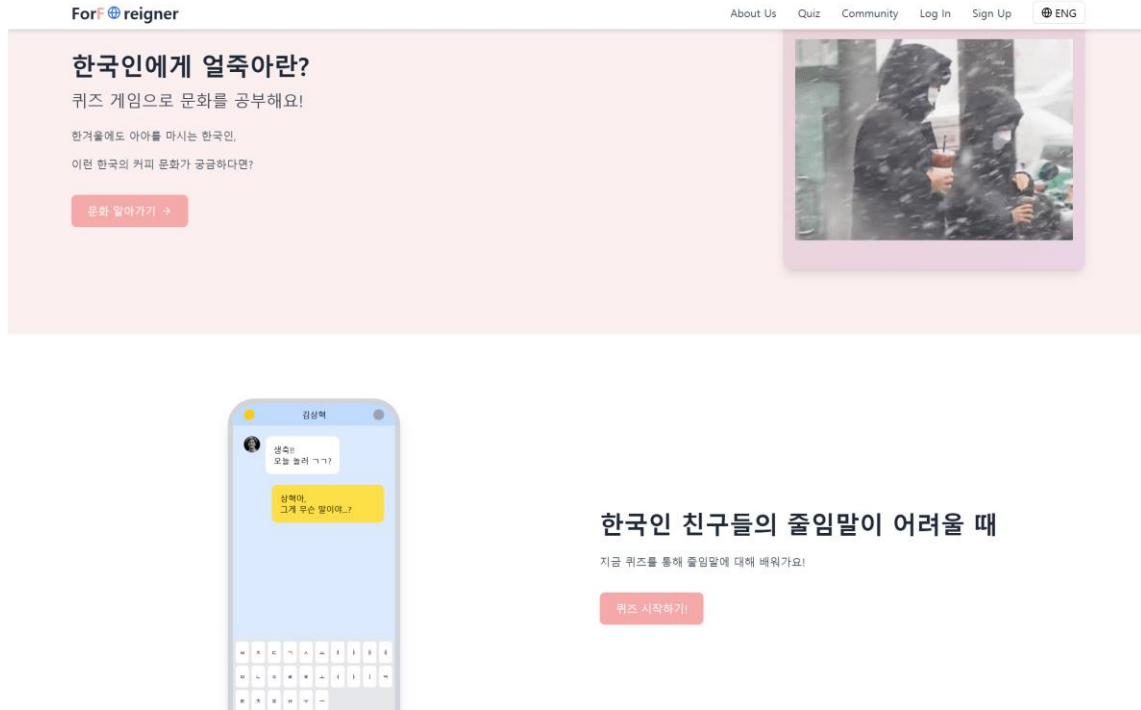 ForF reigner
About Us Quiz Community Log In Sign Up ENG
한국인에게 얼죽아란?
퀴즈 게임으로 문화를 공부해요!
한겨울에도 아아를 마시는 한국인,
이런 한국의 커피 문화가 궁금하다면?
문화 알아가기 →
김상혁
생축!!
오늘 놀러 ㄱㄱ?
상혁아,
그게 무슨 말이야...?
한국인 친구들의 줄임말이 어려울 때
지금 퀴즈를 통해 줄임말에 대해 배워가요!
퀴즈 시작하기!